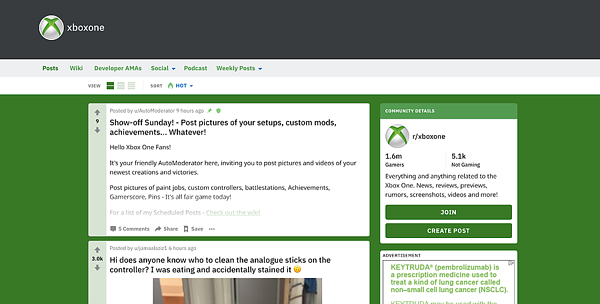 xboxone
Posts Wiki Developer AMAs Social Podcast Weekly Posts
VIEW SORT HOT
Posted by u/AutoModerator 9 hours ago
9
Show-off Sunday! - Post pictures of your setups, custom mods,
achievements... Whatever!
Hello Xbox One Fans!
It's your friendly AutoModerator here, inviting you to post pictures and videos of your
newest creations and victories.
Post pictures of paint jobs, custom controllers, battlestations, Achievements,
Gamerscore, Pins - It's all fair game today!
For a list of my Scheduled Posts - Check out the wiki!
5 Comments Share Save
Posted by u/jamaalaziz1 6 hours ago
3.0k
Hi does anyone know who to clean the analogue sticks on the
controller? I was eating and accidentally stained it
COMMUNITY DETAILS
r/xboxone
1.6m 5.1k
Gamers Not Gaming
Everything and anything related to the
Xbox One. News, reviews, previews,
rumors, screenshots, videos and more!
JOIN
CREATE POST
ADVERTISEMENT
KEYTRUDA® (pembrolizumab) is
a prescription medicine used to
treat a kind of lung cancer called
non–small cell lung cancer (NSCLC).
KEYTRUDA may be used with the